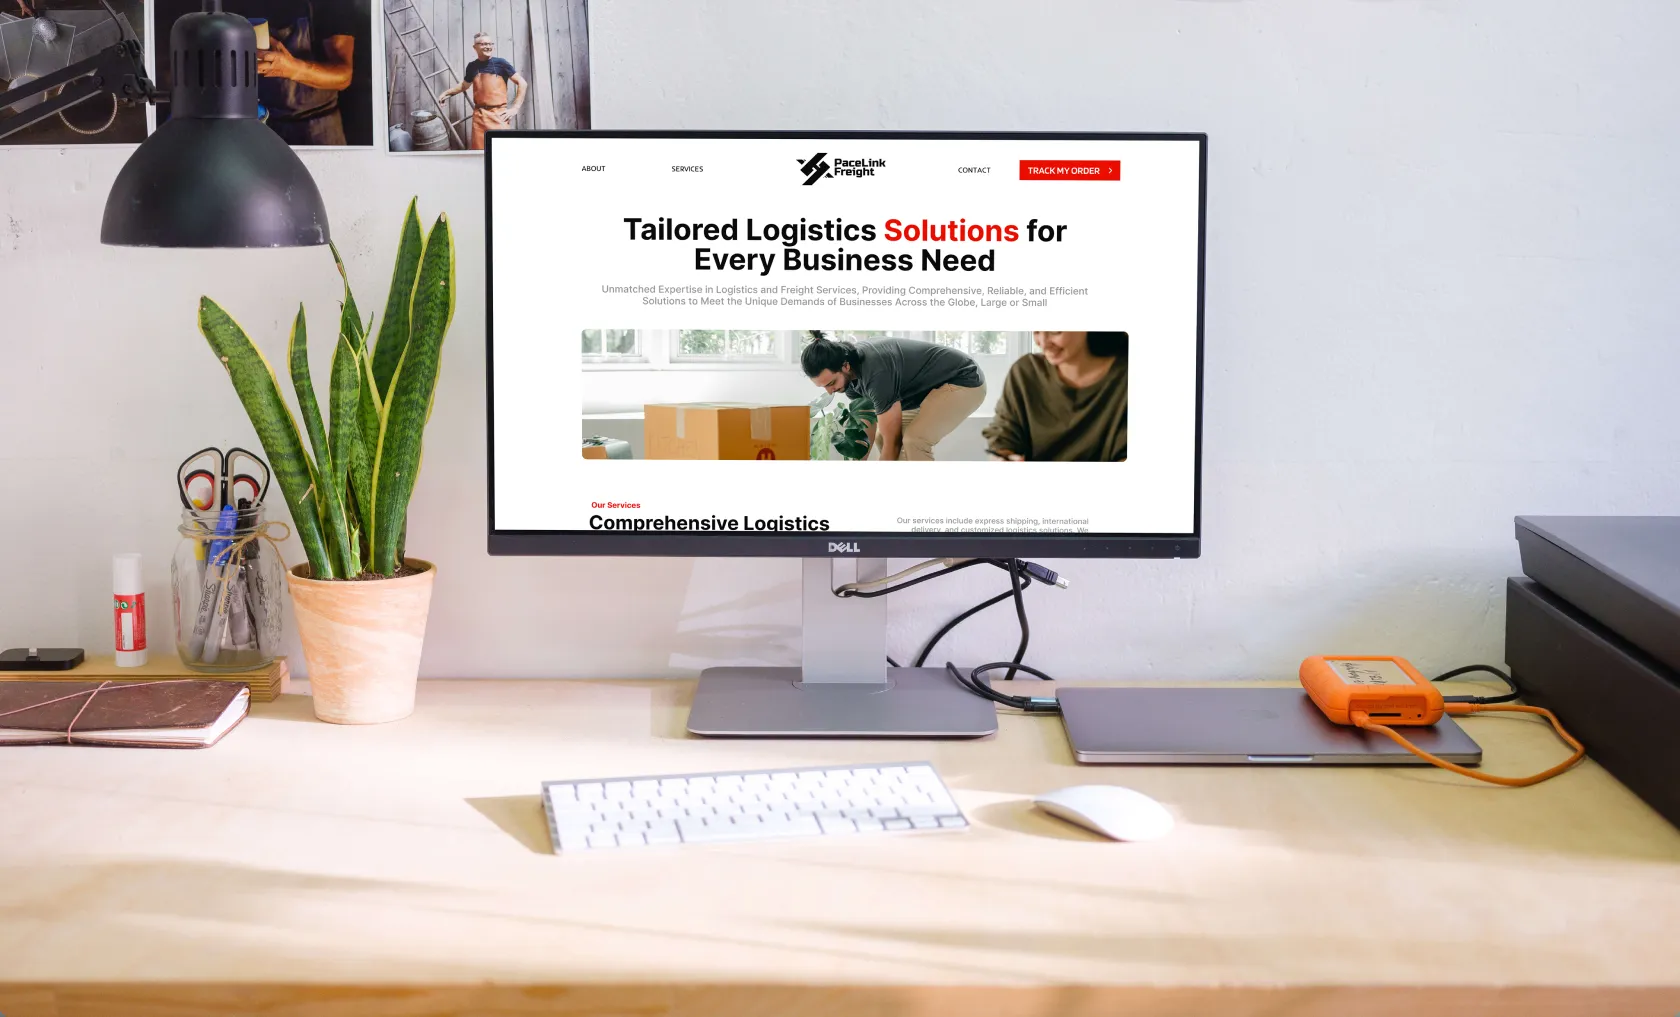 ABOUT
SERVICES
PaceLink
Freight
CONTACT
TRACK MY ORDER
Tailored Logistics Solutions for
Every Business Need
Unmatched Expertise in Logistics and Freight Services, Providing Comprehensive, Reliable, and Efficient
Solutions to Meet the Unique Demands of Businesses Across the Globe, Large or Small
Our Services
Comprehensive Logistics
Our services include express shipping, international
delivery, and customized logistics solutions. We
DELL
Sharpie
Sharpie